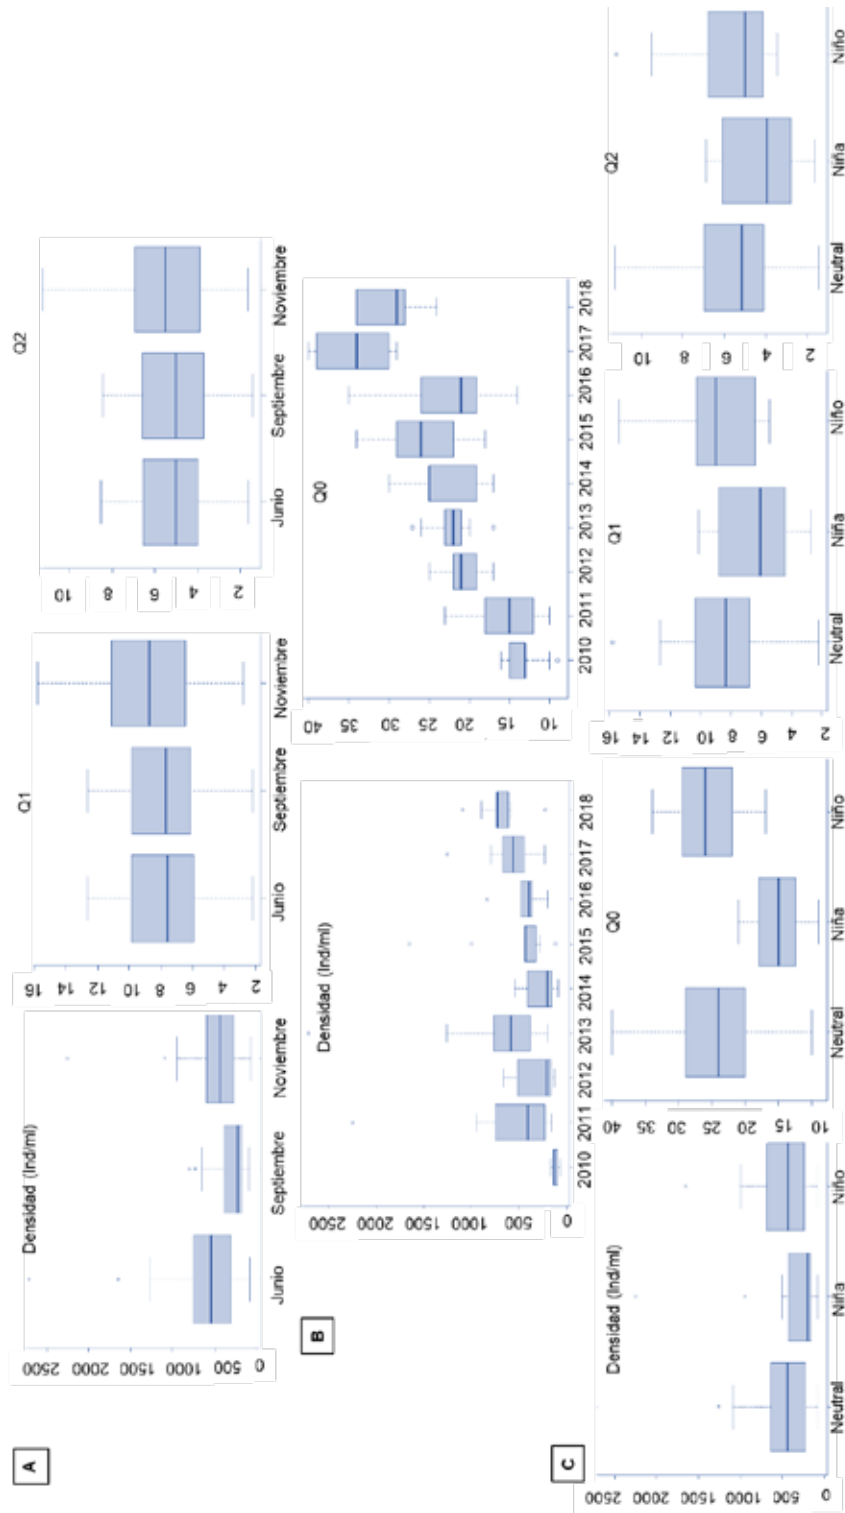 A
Densidad (Ind/ml)
2500
2000
1500
1000
500
0
Junio
Septiembre
Noviembre
Q1
16
14
12
10
8
6
4
2
Junio
Septiembre
Noviembre
Q2
10
8
6
4
2
Junio
Septiembre
Noviembre
B
Densidad (Ind/ml)
2500
2000
1500
1000
500
0
2010 2011 2012 2013 2014 2015 2016 2017 2018
Q0
40
35
30
25
20
15
10
2010 2011 2012 2013 2014 2015 2016 2017 2018
C
Densidad (Ind/ml)
2500
2000
1500
1000
500
0
Neutral
Niña
Niño
Q0
40
35
30
25
20
15
10
Neutral
Niña
Niño
Q1
16
14
12
10
8
6
4
2
Neutral
Niña
Niño
Q2
10
8
6
4
2
Neutral
Niña
Niño